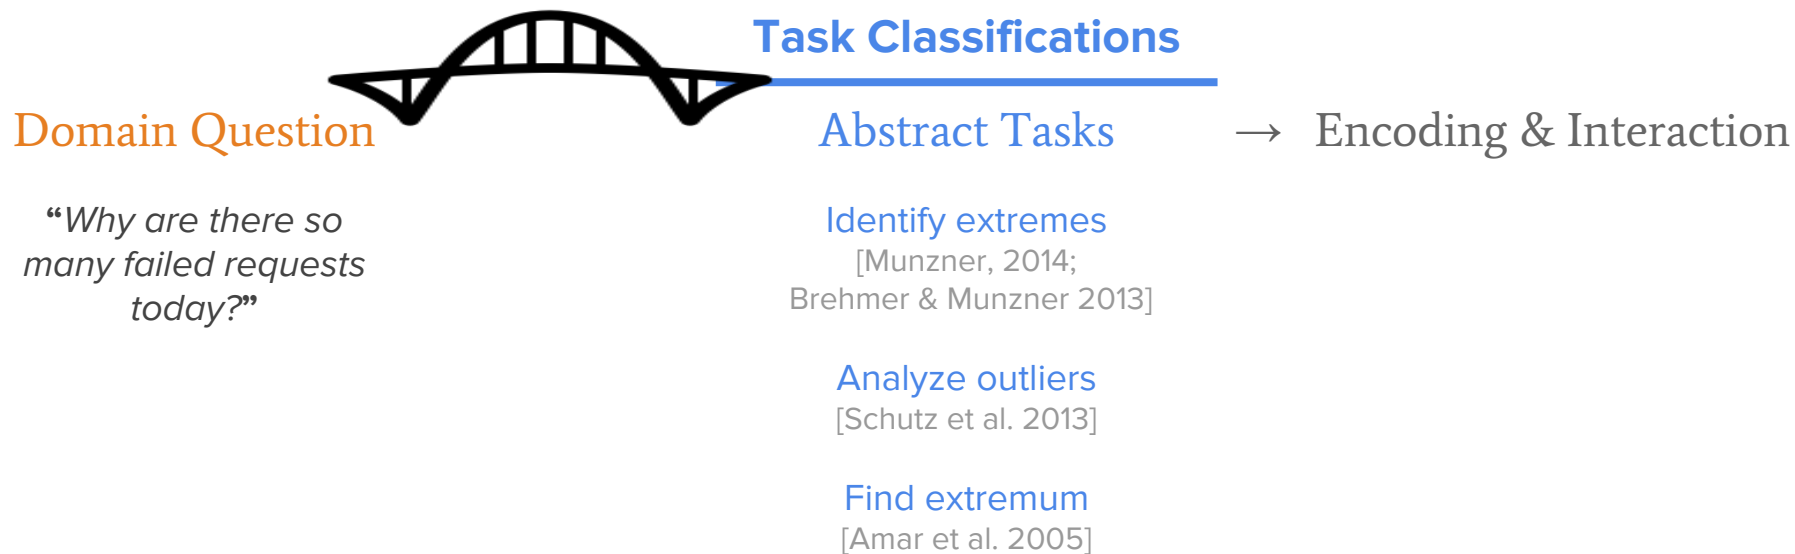 Task Classifications
Domain Question
Abstract Tasks
→ Encoding & Interaction
“Why are there so
many failed requests
today?”
Identify extremes
[Munzner, 2014;
Brehmer & Munzner 2013]
Analyze outliers
[Schutz et al. 2013]
Find extremum
[Amar et al. 2005]